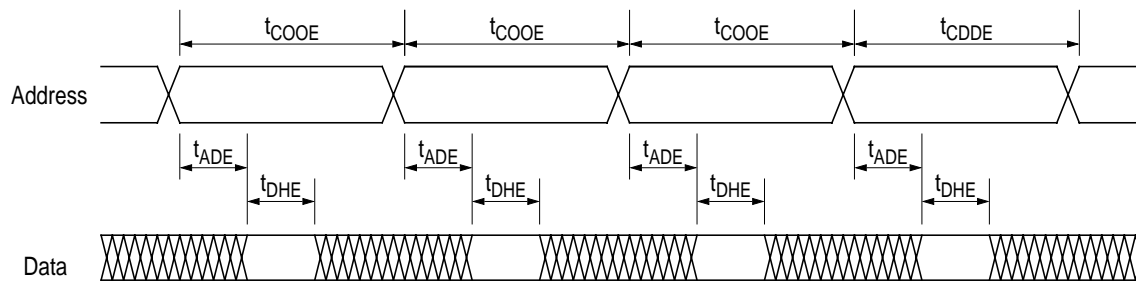 tCOOE tCOOE tCOOE tCDDE
Address
tADE tADE tADE tADE
tDHE tDHE tDHE tDHE
Data